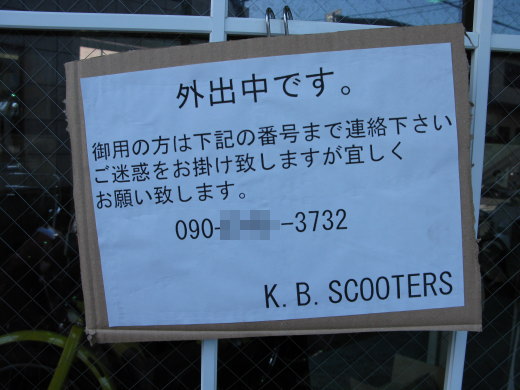 外出中です。
御用の方は下記の番号まで連絡下さい
ご迷惑をお掛け致しますが宜しく
お願い致します。
090- -3732
K.B.SCOOTERS